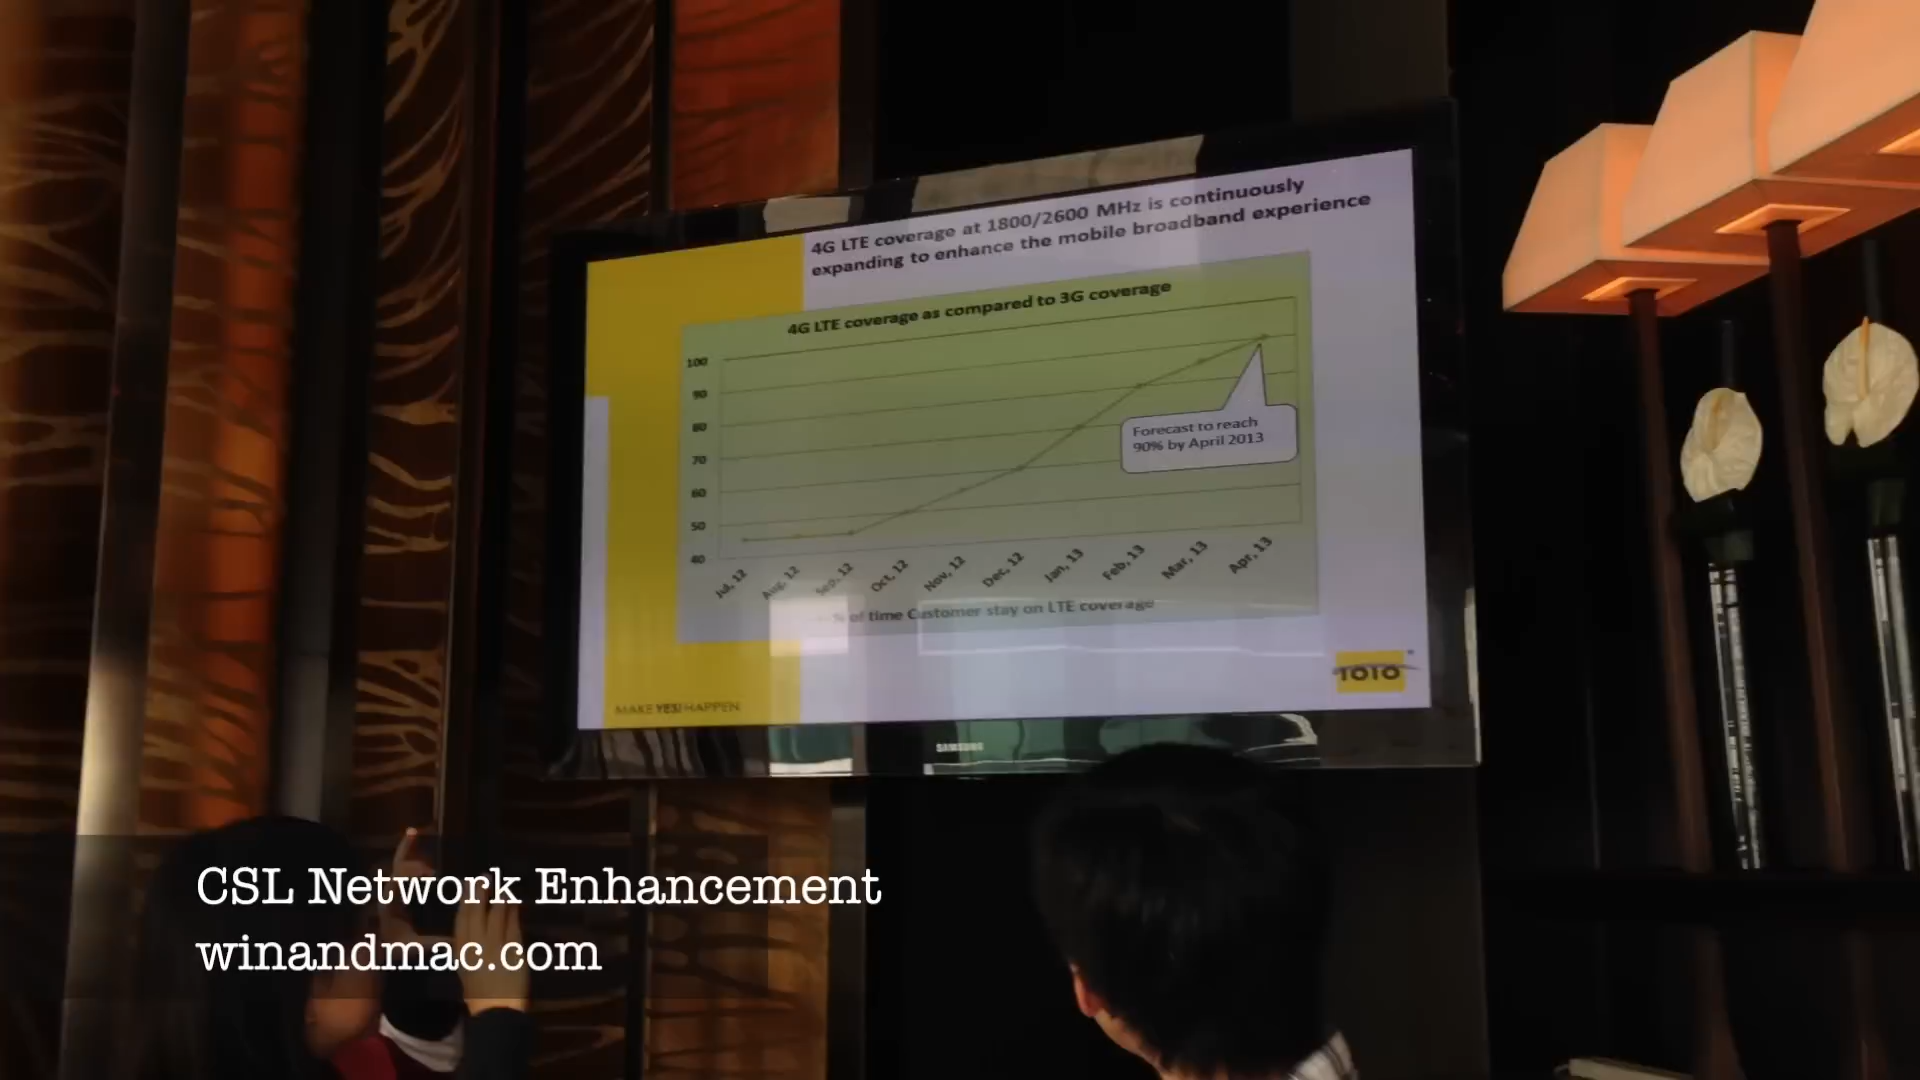 4G LTE coverage at 1800/2600 MHz is continuously
expanding to enhance the mobile broadband experience
4G LTE coverage as compared to 3G coverage
100
90
80
70
60
50
40
Forecast to reach
90% by April 2013
Jul, 12
Aug, 12
Sep, 12
Oct, 12
Nov, 12
Dec, 12
Jan, 13
Feb, 13
Mar, 13
Apr, 13
% of time Customer stay on LTE coverage
1O1O
MAKE YES! HAPPEN
SAMSUNG
CSL Network Enhancement
winandmac.com